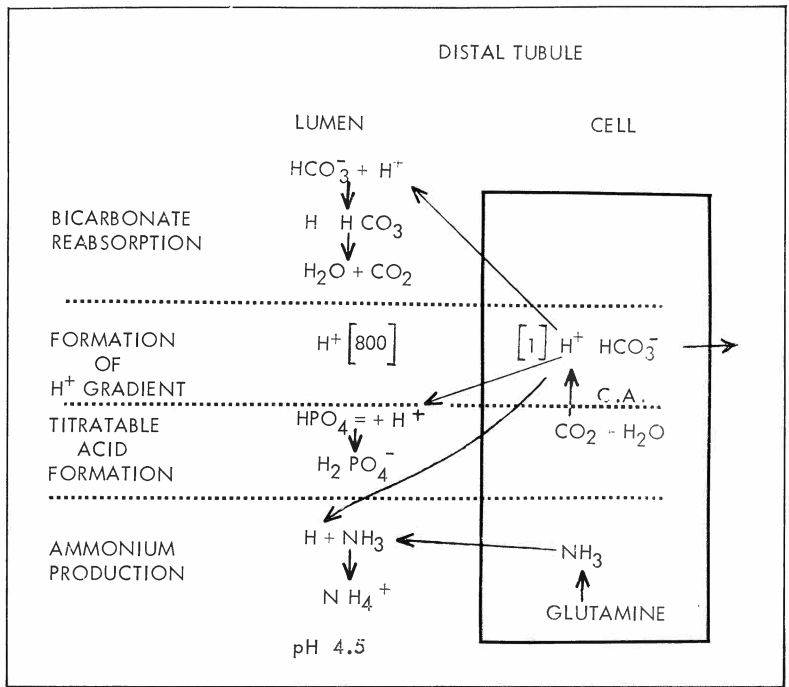 DISTAL TUBULE
LUMEN
CELL
HCO₃⁻ + H⁺
BICARBONATE
REABSORPTION
H H CO₃
H₂O + CO₂
FORMATION
OF
H⁺ GRADIENT
H⁺ [800]
[1] H⁺ HCO₃⁻
C.A.
CO₂ - H₂O
TITRATABLE
ACID
FORMATION
HPO₄= + H⁺
H₂ PO₄⁻
AMMONIUM
PRODUCTION
H + NH₃
NH₃
N H₄⁺
GLUTAMINE
pH 4.5